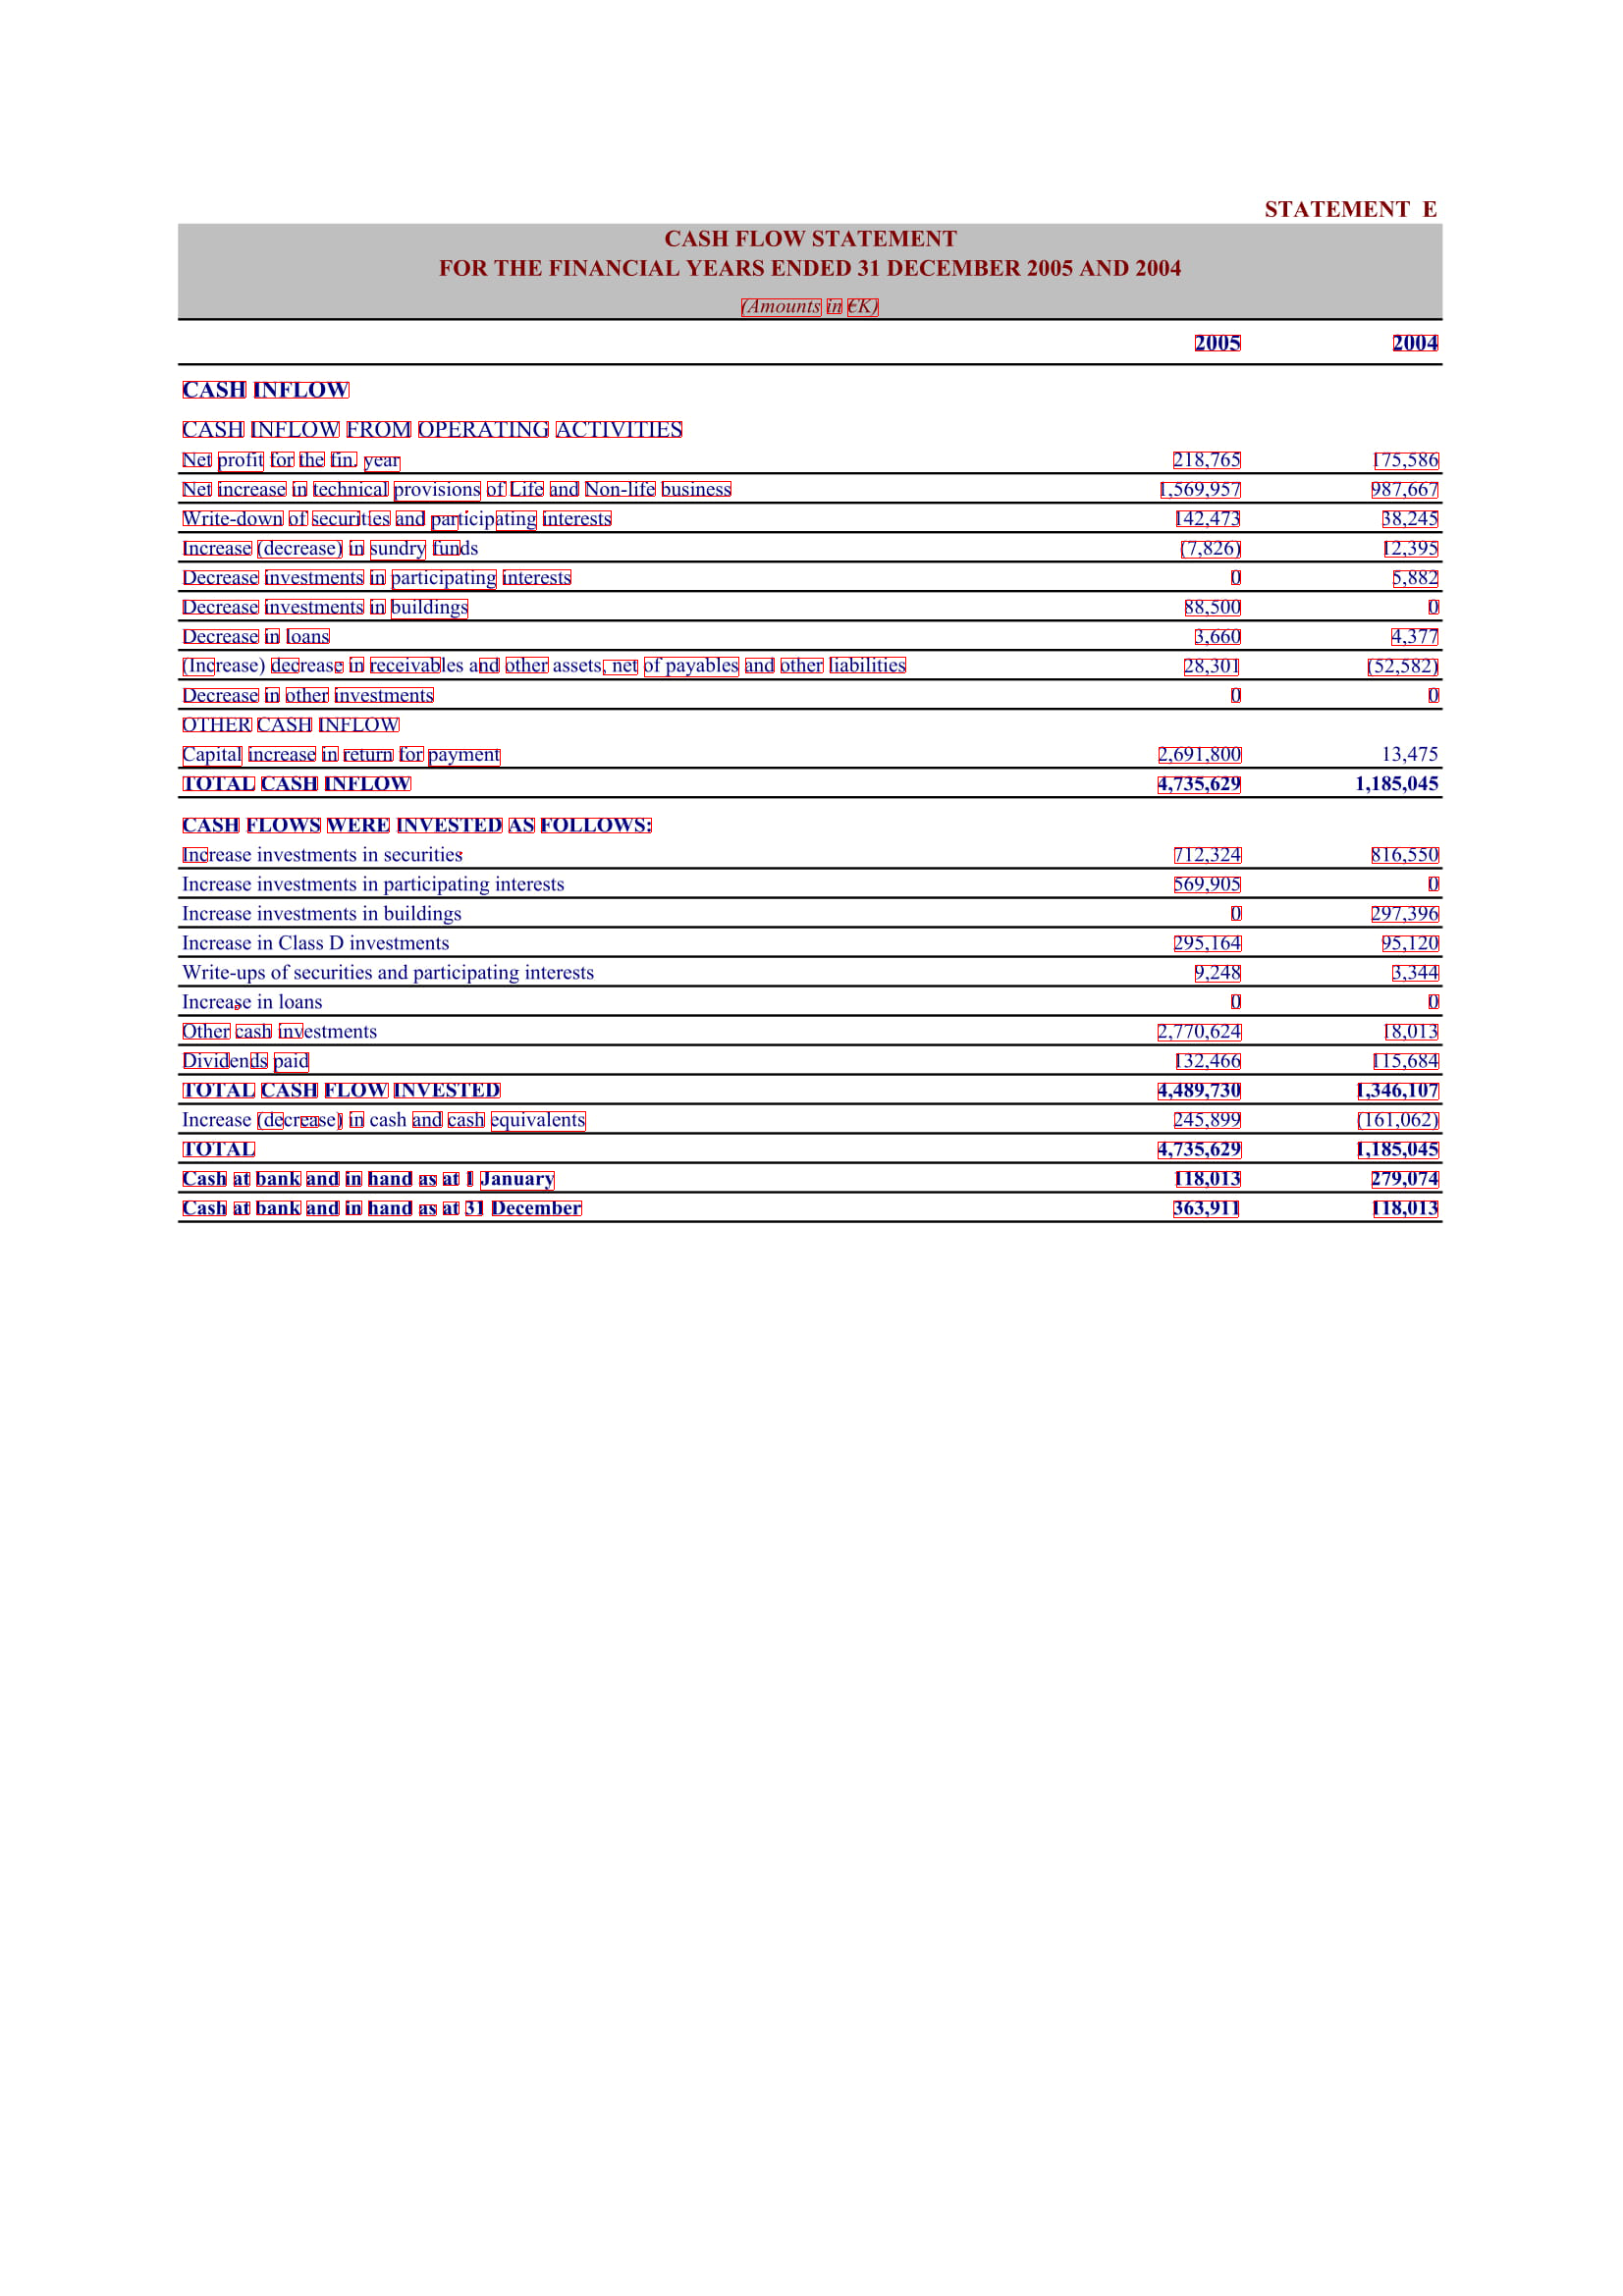 STATEMENT E
CASH FLOW STATEMENT
FOR THE FINANCIAL YEARS ENDED 31 DECEMBER 2005 AND 2004
(Amounts in €K)
2005 2004
CASH INFLOW
CASH INFLOW FROM OPERATING ACTIVITIES
Net profit for the fin. year 218,765 175,586
Net increase in technical provisions of Life and Non-life business 1,569,957 987,667
Write-down of securities and participating interests 142,473 38,245
Increase (decrease) in sundry funds (7,826) 12,395
Decrease investments in participating interests 0 5,882
Decrease investments in buildings 88,500 0
Decrease in loans 3,660 4,377
(Increase) decrease in receivables and other assets, net of payables and other liabilities 28,301 (52,582)
Decrease in other investments 0 0
OTHER CASH INFLOW
Capital increase in return for payment 2,691,800 13,475
TOTAL CASH INFLOW 4,735,629 1,185,045
CASH FLOWS WERE INVESTED AS FOLLOWS:
Increase investments in securities 712,324 816,550
Increase investments in participating interests 569,905 0
Increase investments in buildings 0 297,396
Increase in Class D investments 295,164 95,120
Write-ups of securities and participating interests 9,248 3,344
Increase in loans 0 0
Other cash investments 2,770,624 18,013
Dividends paid 132,466 115,684
TOTAL CASH FLOW INVESTED 4,489,730 1,346,107
Increase (decrease) in cash and cash equivalents 245,899 (161,062)
TOTAL 4,735,629 1,185,045
Cash at bank and in hand as at 1 January 118,013 279,074
Cash at bank and in hand as at 31 December 363,911 118,013